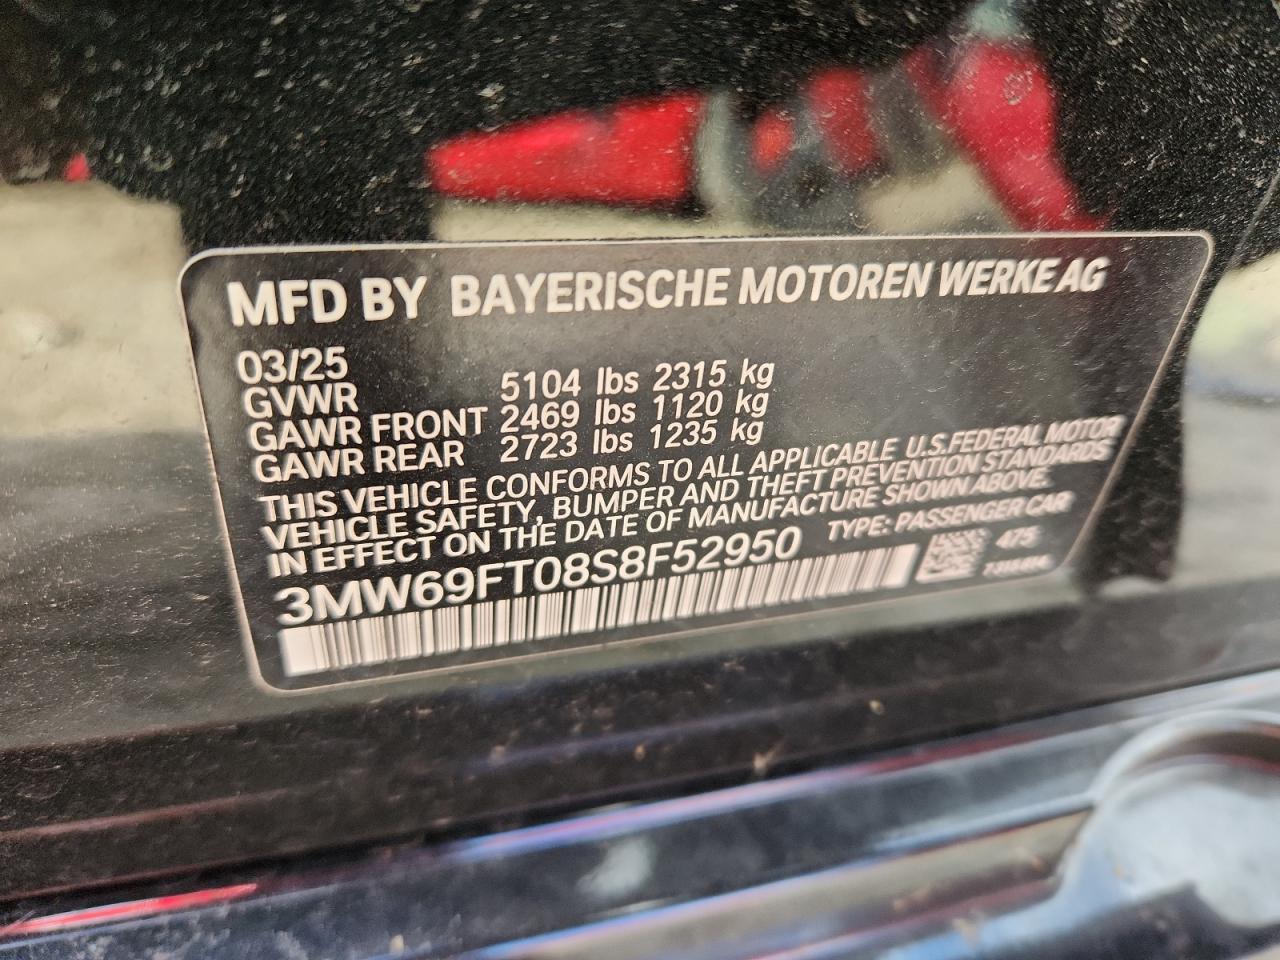 MFD BY BAYERiSCHE MOTOREN WERKE AG
03/25
GVWR 5104 lbs 2315 kg
GAWR FRONT 2469 lbs 1120 kg
GAWR REAR 2723 lbs 1235 kg
THIS VEHICLE CONFORMS TO ALL APPLICABLE U.S.FEDERAL MOTOR
VEHICLE SAFETY, BUMPER AND THEFT PREVENTION STANDARDS
IN EFFECT ON THE DATE OF MANUFACTURE SHOWN ABOVE.
3MW69FT08S8F52950 TYPE: PASSENGER CAR
475